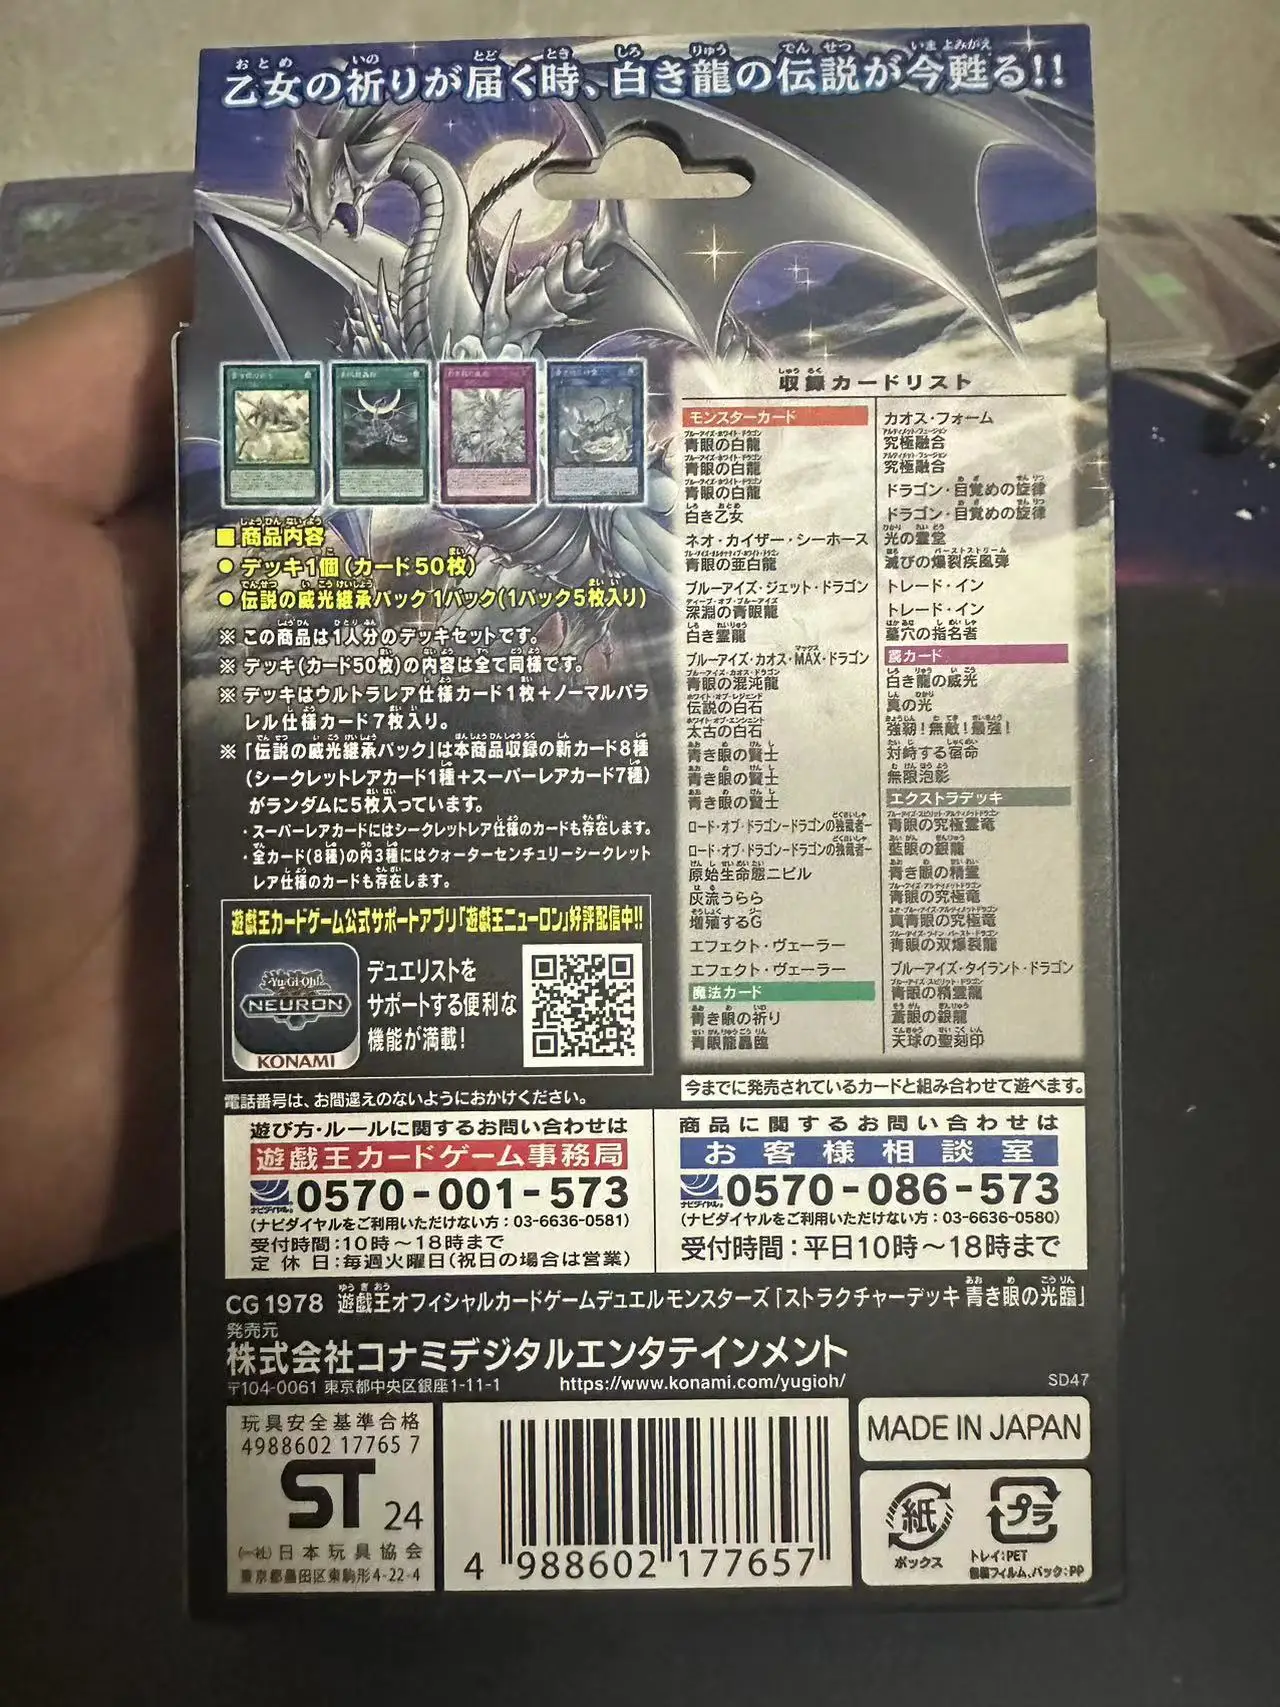 乙女の祈りが届く時、白き龍の伝説が今甦る!!
■商品内容
●デッキ1個(カード50枚)
●伝説の威光継承パック1パック(1パック5枚入り)
※この商品は1人分のデッキセットです。
※デッキ(カード50枚)の内容は全て同様です。
※デッキはウルトラレア仕様カード1枚+ノーマルパラ
レル仕様カード7枚入り。
※「伝説の威光継承パック」は本商品収録の新カード8種
(シークレットレアカード1種+スーパーレアカード7種)
がランダムに5枚入っています。
・スーパーレアカードにはシークレットレア仕様のカードも存在します。
・全カード(8種)の内3種にはクォーターセンチュリーシークレット
レア仕様のカードも存在します。
遊戯王カードゲーム公式サポートアプリ「遊戯王ニューロン」好評配信中!!
Yu-Gi-Oh!
NEURON
KONAMI
デュエリストを
サポートする便利な
機能が満載!
収録カードリスト
モンスターカード
青眼の白龍
青眼の白龍
青眼の白龍
白き乙女
ネオ・カイザー・シーホース
青眼の亜白龍
ブルーアイズ・ジェット・ドラゴン
深淵の青眼龍
白き霊龍
ブルーアイズ・カオス・MAX・ドラゴン
青眼の混沌龍
伝説の白石
太古の白石
青き眼の賢士
青き眼の賢士
青き眼の賢士
ロード・オブ・ドラゴン-ドラゴンの独裁者-
ロード・オブ・ドラゴン-ドラゴンの独裁者-
原始生命態ニビル
灰流うらら
増殖するG
エフェクト・ヴェーラー
エフェクト・ヴェーラー
魔法カード
青き眼の祈り
青眼龍轟臨
カオス・フォーム
究極融合
究極融合
ドラゴン・目覚めの旋律
ドラゴン・目覚めの旋律
光の霊堂
滅びの爆裂疾風弾
トレード・イン
トレード・イン
墓穴の指名者
罠カード
白き龍の威光
真の光
強靭!無敵!最強!
対峙する宿命
無限泡影
エクストラデッキ
青眼の究極霊竜
藍眼の銀龍
青き眼の精霊
青眼の究極竜
真青眼の究極竜
青眼の双爆裂龍
ブルーアイズ・タイラント・ドラゴン
青眼の精霊龍
蒼眼の銀龍
天球の聖刻印
今までに発売されているカードと組み合わせて遊べます。
電話番号は、お間違えのないようにおかけください。
遊び方・ルールに関するお問い合わせは
遊戯王カードゲーム事務局
ナビダイヤル 0570-001-573
(ナビダイヤルをご利用いただけない方:03-6636-0581)
受付時間:10時~18時まで
定休日:毎週火曜日(祝日の場合は営業)
商品に関するお問い合わせは
お客様相談室
ナビダイヤル 0570-086-573
(ナビダイヤルをご利用いただけない方:03-6636-0580)
受付時間:平日10時~18時まで
CG1978 遊戯王オフィシャルカードゲームデュエルモンスターズ「ストラクチャーデッキ 青き眼の光臨」
発売元
株式会社コナミデジタルエンタテインメント
〒104-0061 東京都中央区銀座1-11-1
https://www.konami.com/yugioh/
SD47
玩具安全基準合格
4988602 17765 7
ST 24
(一社)日本玩具協会
東京都墨田区東駒形4-22-4
4 988602 177657
MADE IN JAPAN
紙
ボックス
プラ
トレイ:PET
包装フィルム、パック:PP